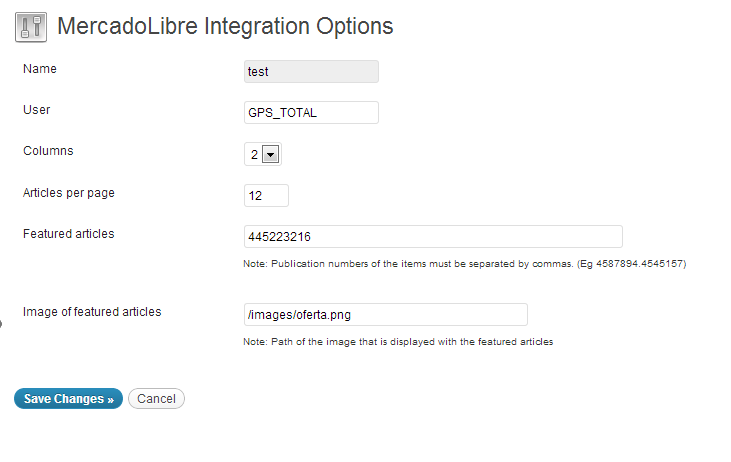 MercadoLibre Integration Options
Name test
User GPS_TOTAL
Columns 2
Articles per page 12
Featured articles 445223216
Note: Publication numbers of the items must be separated by commas. (Eg 4587894.4545157)
Image of featured articles /images/oferta.png
Note: Path of the image that is displayed with the featured articles
Save Changes » Cancel